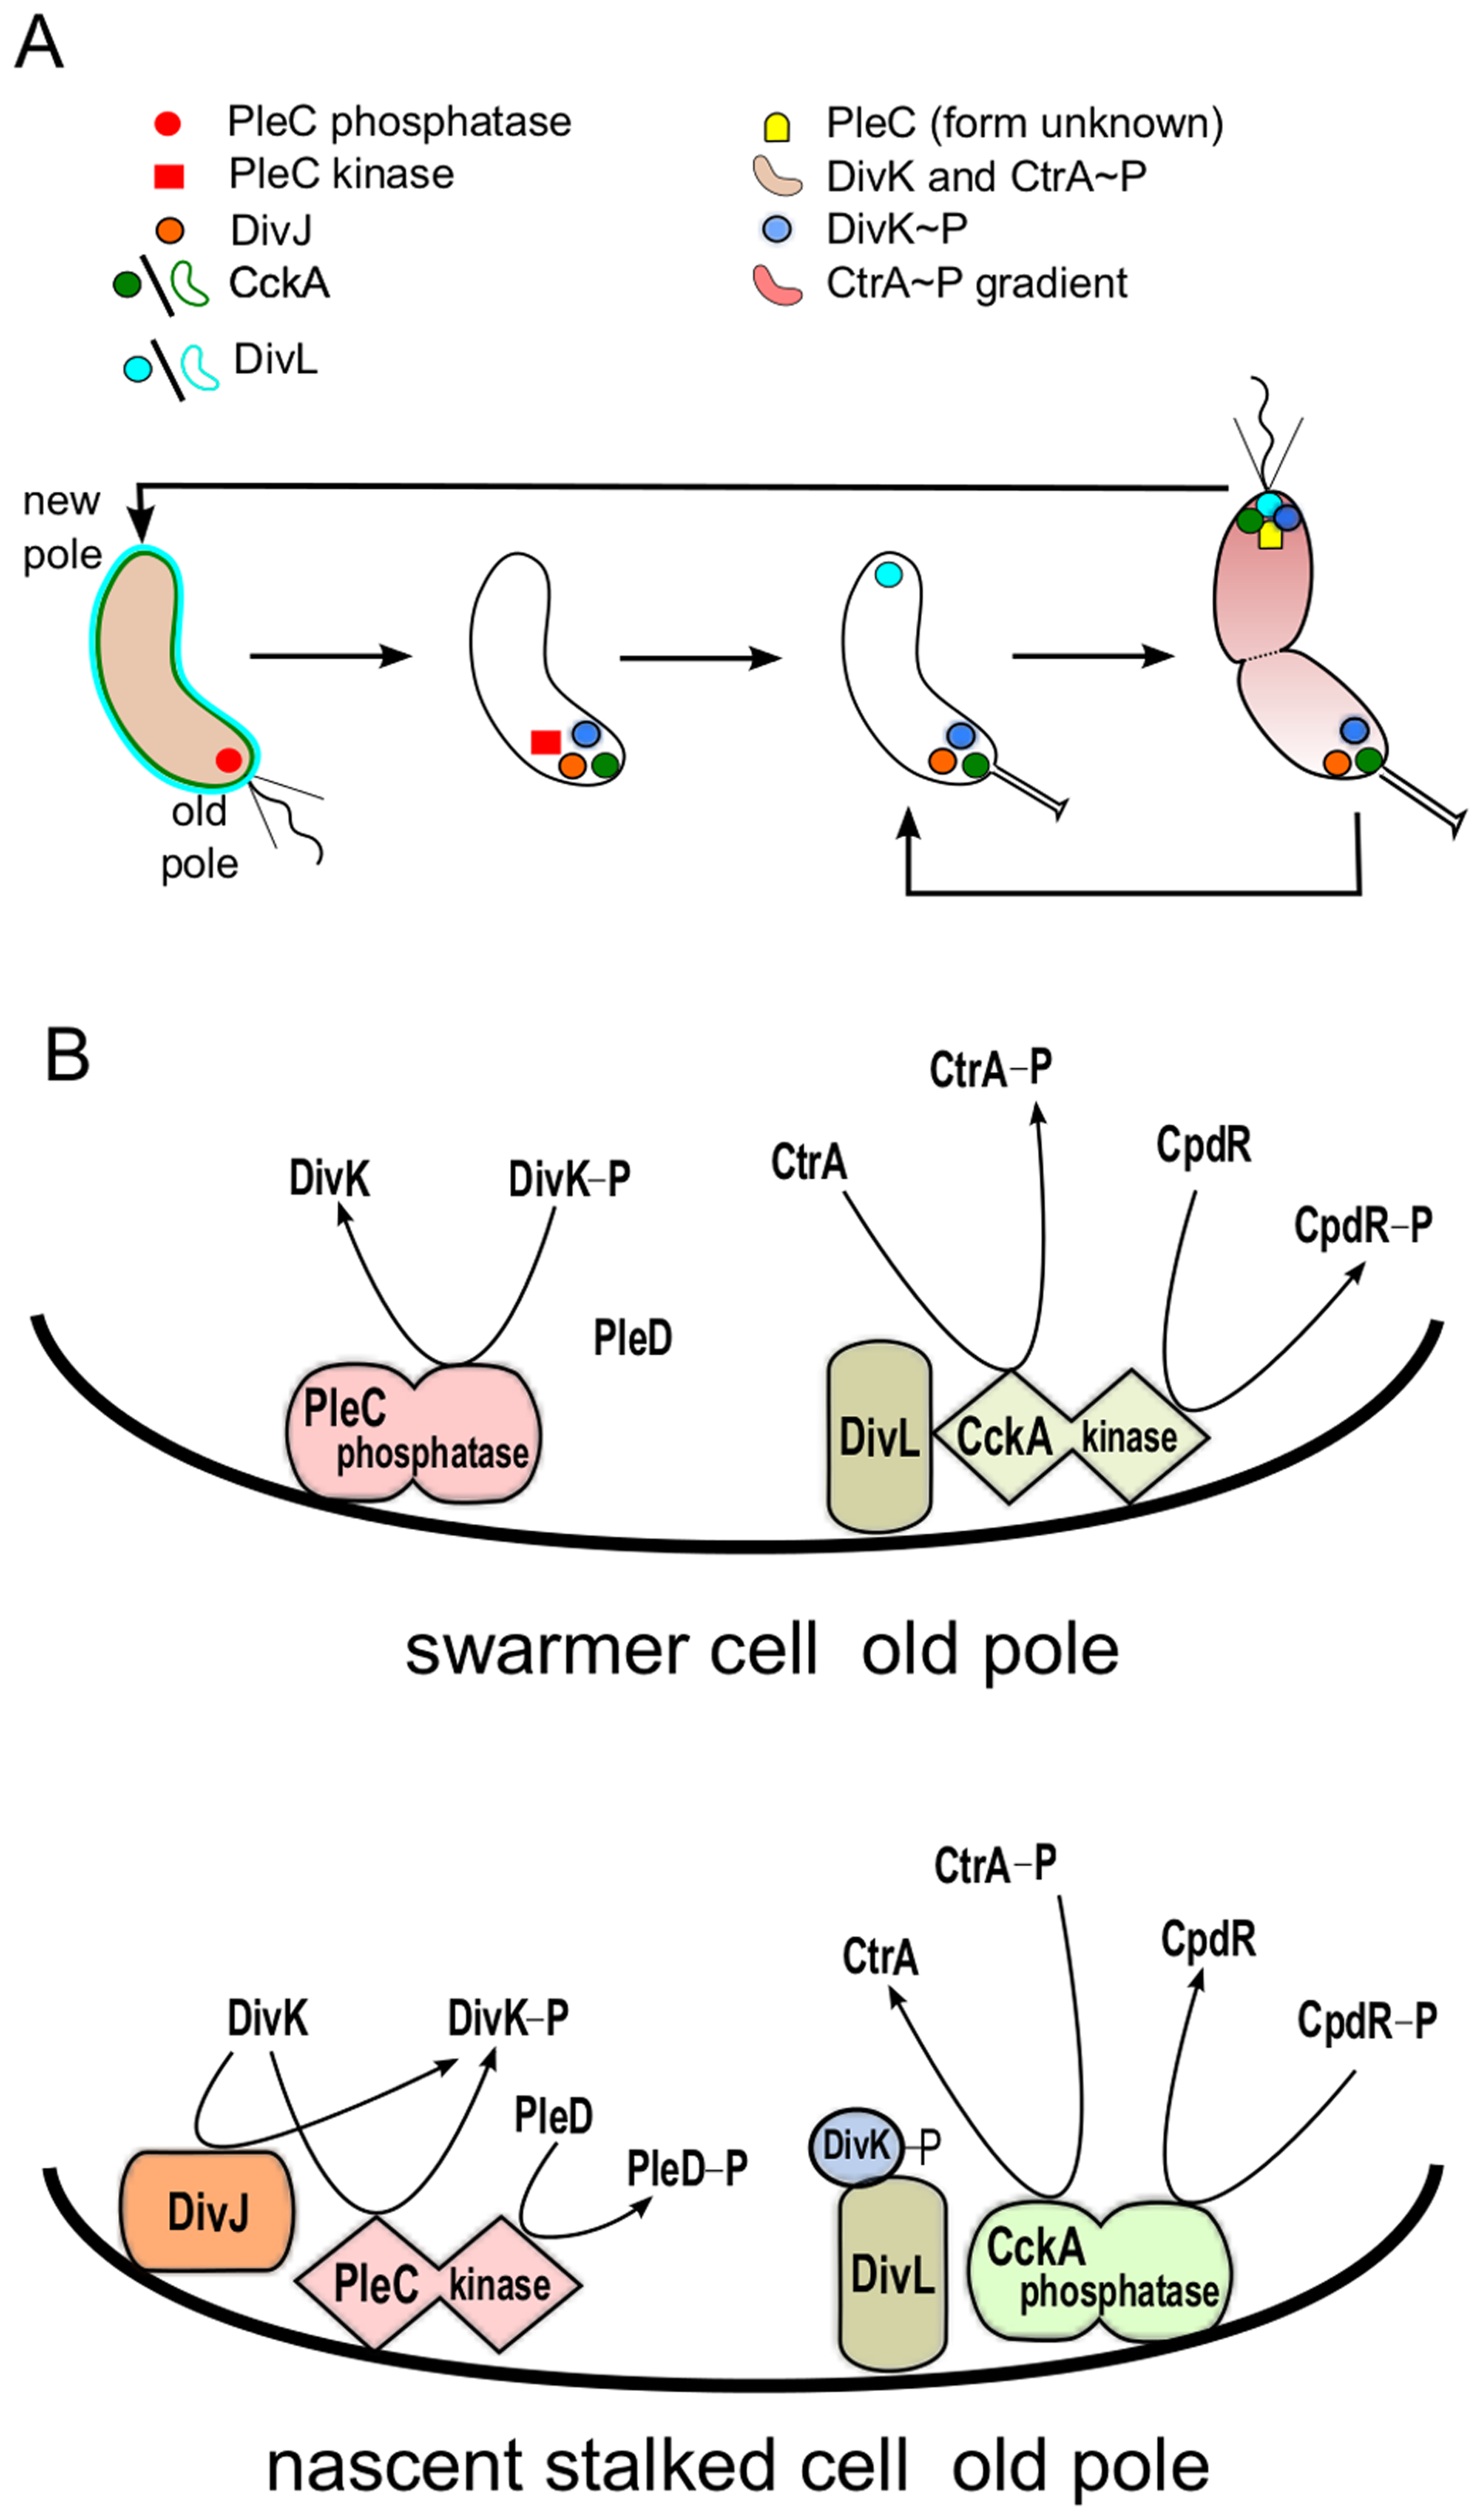 A
PleC phosphatase
PleC kinase
DivJ
CckA
DivL
PleC (form unknown)
DivK and CtrA~P
DivK~P
CtrA~P gradient
new
pole
old
pole
B
CtrA–P
CtrA
CpdR
DivK
DivK–P
CpdR–P
PleD
PleC
phosphatase
DivL
CckA
kinase
swarmer cell old pole
CtrA–P
CtrA
CpdR
DivK
DivK–P
CpdR–P
PleD
PleD–P
DivK–P
DivJ
PleC
kinase
DivL
CckA
phosphatase
nascent stalked cell old pole